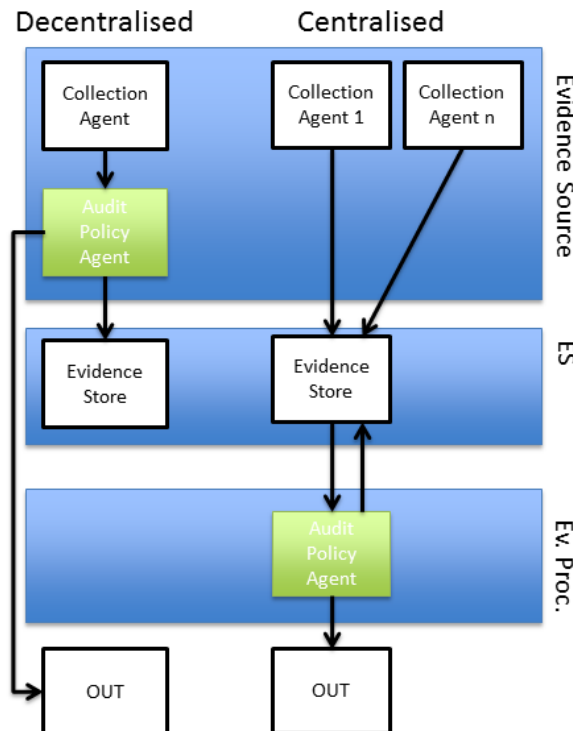 Decentralised
Centralised
Collection
Agent
Collection
Agent 1
Collection
Agent n
Evidence Source
Audit
Policy
Agent
Evidence
Store
Evidence
Store
ES
Audit
Policy
Agent
Ev. Proc.
OUT
OUT